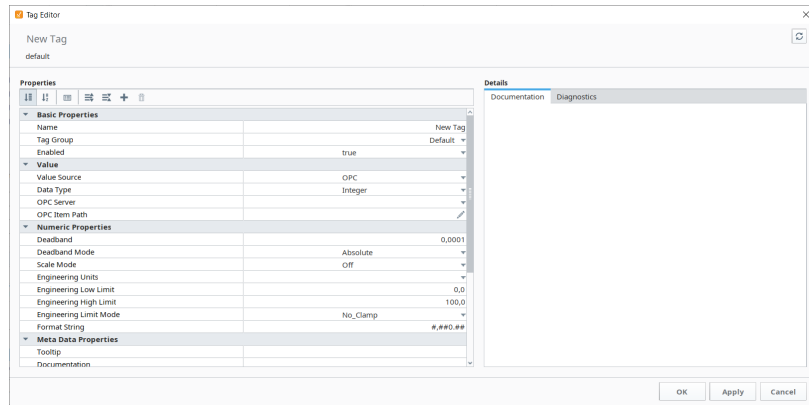 Tag Editor
New Tag
default
Properties
Details
Documentation Diagnostics
Basic Properties
Name New Tag
Tag Group Default
Enabled true
Value
Value Source OPC
Data Type Integer
OPC Server
OPC Item Path
Numeric Properties
Deadband 0,0001
Deadband Mode Absolute
Scale Mode Off
Engineering Units
Engineering Low Limit 0,0
Engineering High Limit 100,0
Engineering Limit Mode No_Clamp
Format String #,##0.##
Meta Data Properties
Tooltip
Documentation
OK Apply Cancel